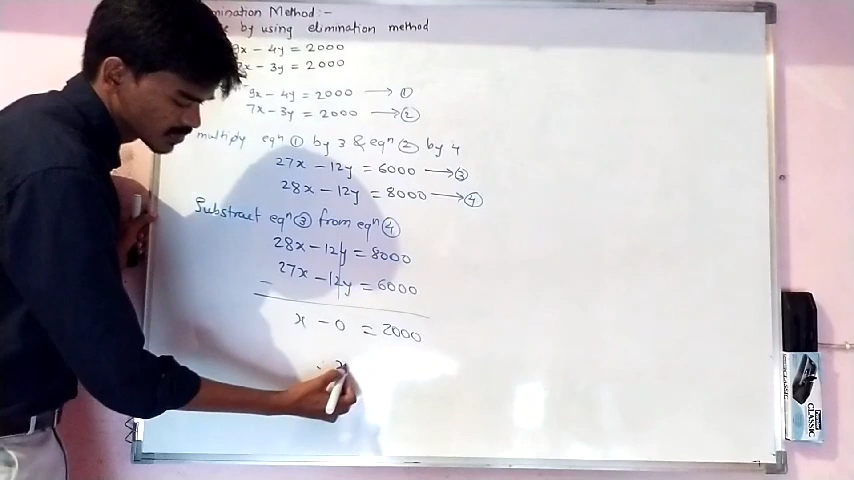 mination Method :-
e by using elimination method
9x - 4y = 2000
7x - 3y = 2000
9x - 4y = 2000 → ①
7x - 3y = 2000 → ②
multiply eqⁿ ① by 3 & eqⁿ ② by 4
27x - 12y = 6000 → ③
28x - 12y = 8000 → ④
Substract eqⁿ ③ from eqⁿ ④
28x - 12y = 8000
27x - 12y = 6000
-
x - 0 = 2000
∴ x
CLASSIC